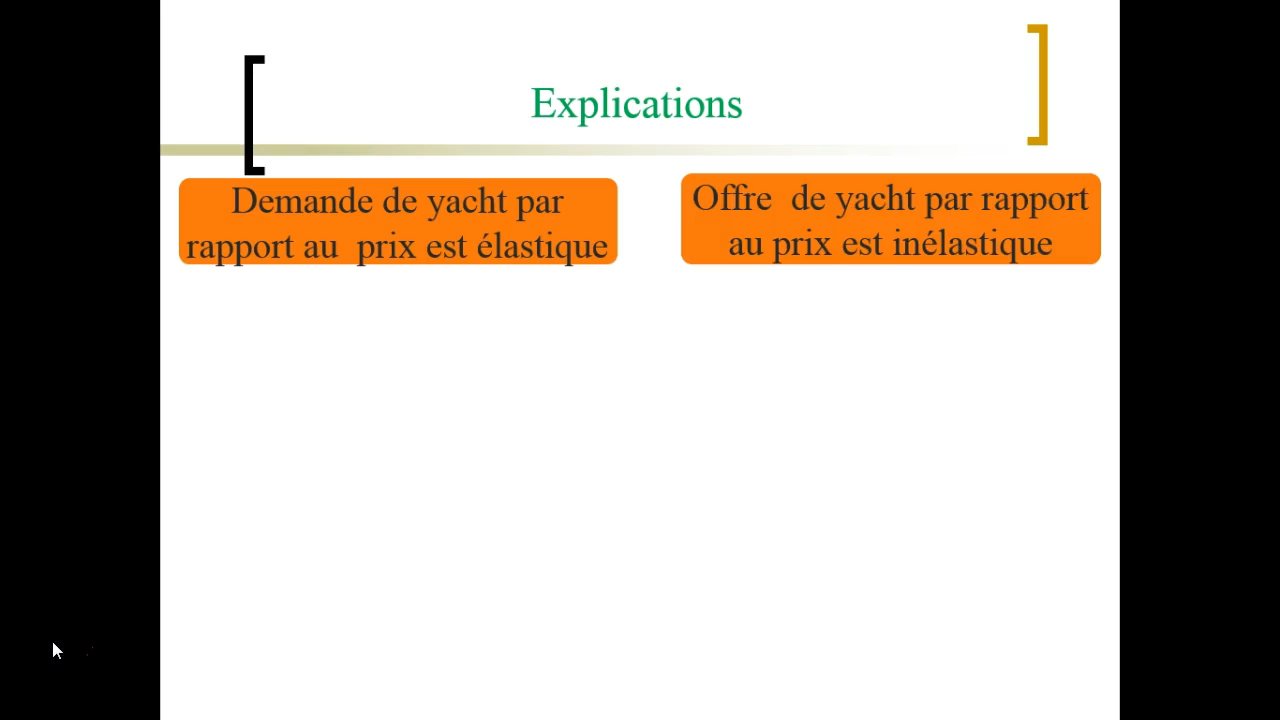 Explications
Demande de yacht par
rapport au prix est élastique
Offre de yacht par rapport
au prix est inélastique